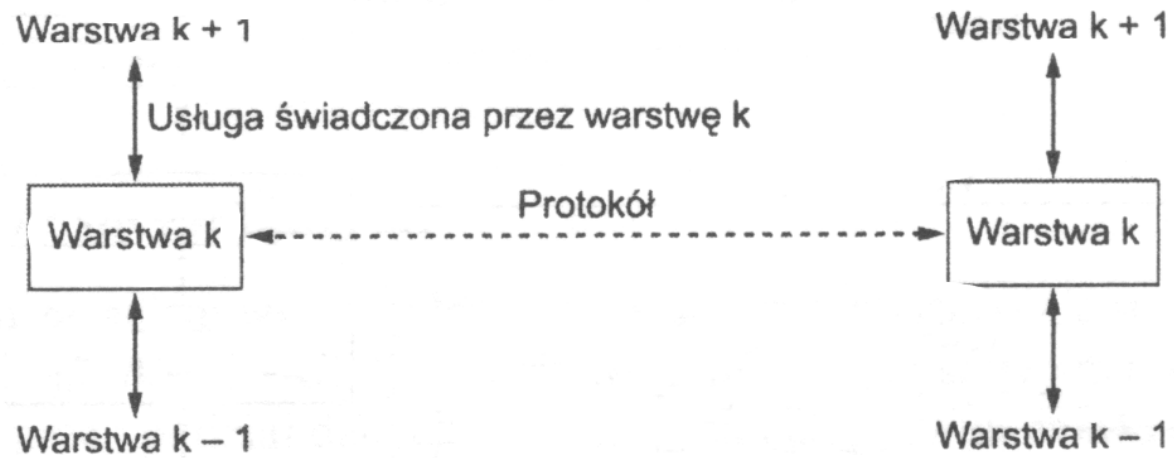 Warstwa k + 1
Warstwa k + 1
Usługa świadczona przez warstwę k
Protokół
Warstwa k
Warstwa k
Warstwa k – 1
Warstwa k – 1